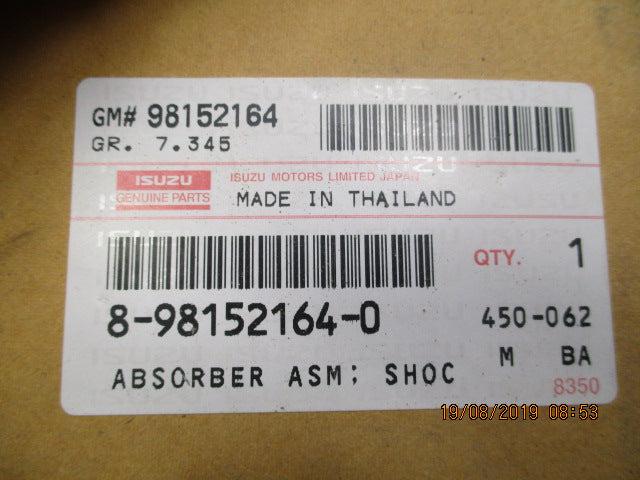 GM# 98152164
GR. 7.345
ISUZU
GENUINE PARTS
ISUZU MOTORS LIMITED JAPAN
MADE IN THAILAND
QTY. 1
8-98152164-0
450-062
M BA
ABSORBER ASM; SHOC
8350
19/08/2019 08:53